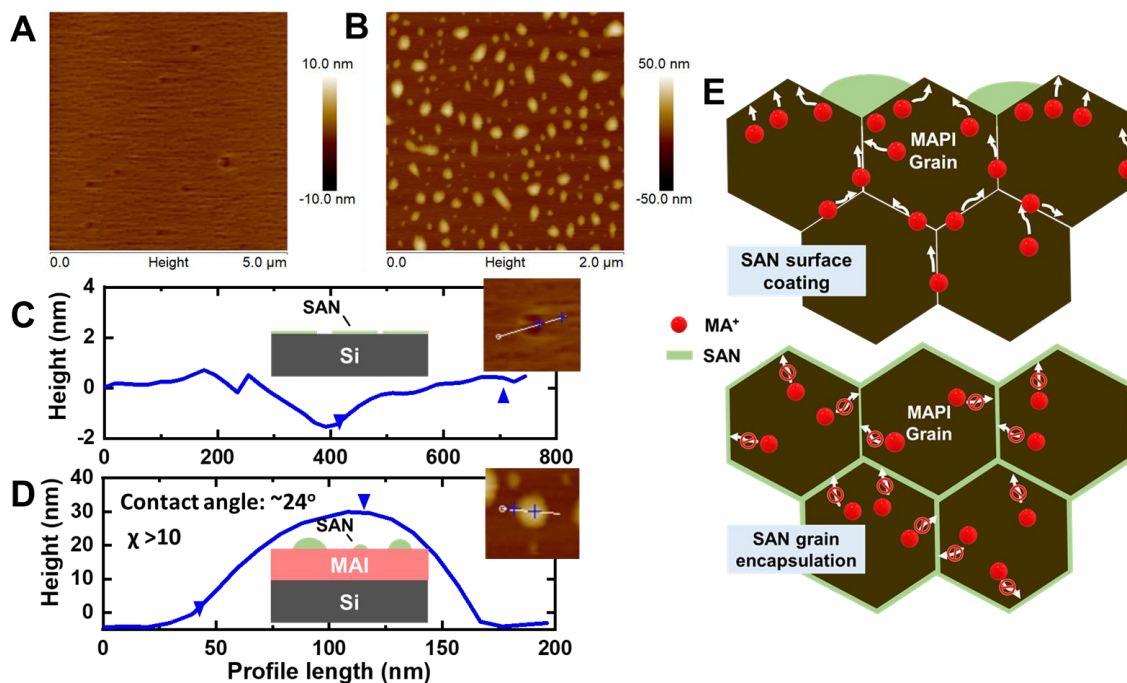 A
10.0 nm
-10.0 nm
0.0 Height 5.0 µm
B
50.0 nm
-50.0 nm
0.0 Height 2.0 µm
C
Height (nm)
4
2
0
-2
SAN
Si
0 200 400 600 800
D
Height (nm)
40
30
20
10
0
Contact angle: ~24°
χ >10
SAN
MAI
Si
0 50 100 150 200
Profile length (nm)
E
MAPI
Grain
SAN surface
coating
MA⁺
SAN
MAPI
Grain
SAN grain
encapsulation